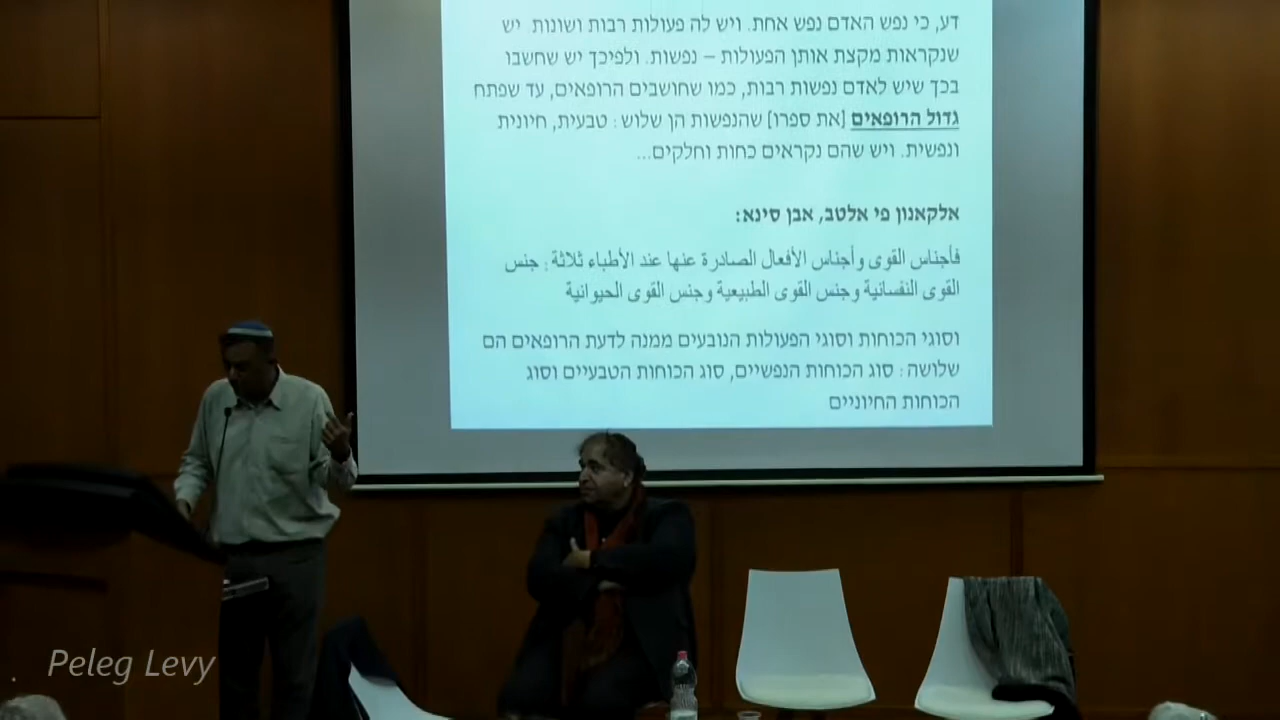 דע, כי נפש האדם נפש אחת. ויש לה פעולות רבות ושונות יש
שנקראות מקצת אותן הפעולות – נפשות. ולפיכך יש שחשבו
בכך שיש לאדם נפשות רבות, כמו שחושבים הרופאים, עד שפתח
גדול הרופאים [את ספרו] שהנפשות הן שלוש : טבעית, חיונית
ונפשית. ויש שהם נקראים כחות וחלקים...
אלקאנון פי אלטב, אבן סינא:
فأجناس القوى وأجناس الأفعال الصادرة عنها عند الأطباء ثلاثة : جنس
القوى النفسانية وجنس القوى الطبيعية وجنس القوى الحيوانية
וסוגי הכוחות וסוגי הפעולות הנובעים ממנה לדעת הרופאים הם
שלושה : סוג הכוחות הנפשיים, סוג הכוחות הטבעיים וסוג
הכוחות החיוניים
Peleg Levy